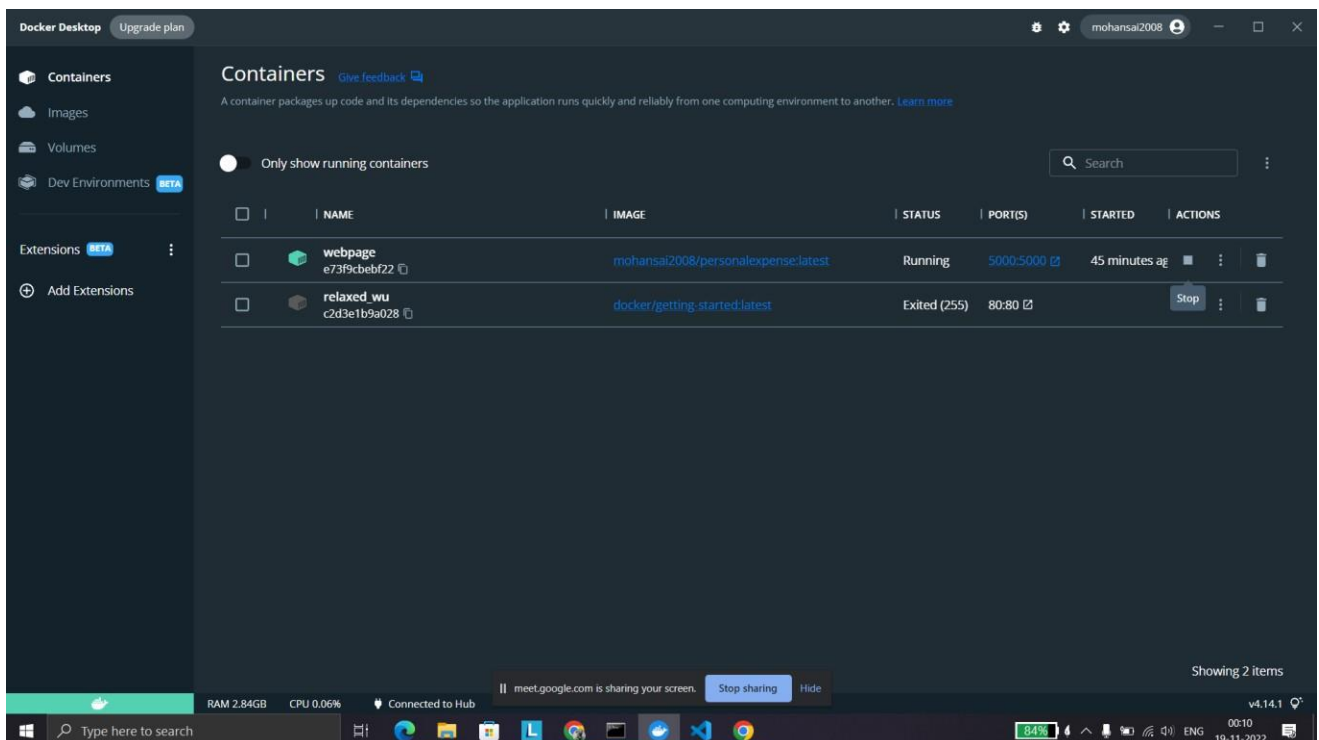 Docker Desktop Upgrade plan mohansai2008
Containers
Images
Volumes
Dev Environments BETA
Extensions BETA
Add Extensions
Containers Give feedback
A container packages up code and its dependencies so the application runs quickly and reliably from one computing environment to another. Learn more
Only show running containers Search
NAME IMAGE STATUS PORT(S) STARTED ACTIONS
webpage mohansai2008/personalexpense:latest Running 5000:5000 45 minutes ag
e73f9cbebf22
relaxed_wu docker/getting-started:latest Exited (255) 80:80 Stop
c2d3e1b9a028
Showing 2 items
meet.google.com is sharing your screen. Stop sharing Hide
RAM 2.84GB CPU 0.06% Connected to Hub v4.14.1
Type here to search L 84% ENG 00:10
19-11-2022